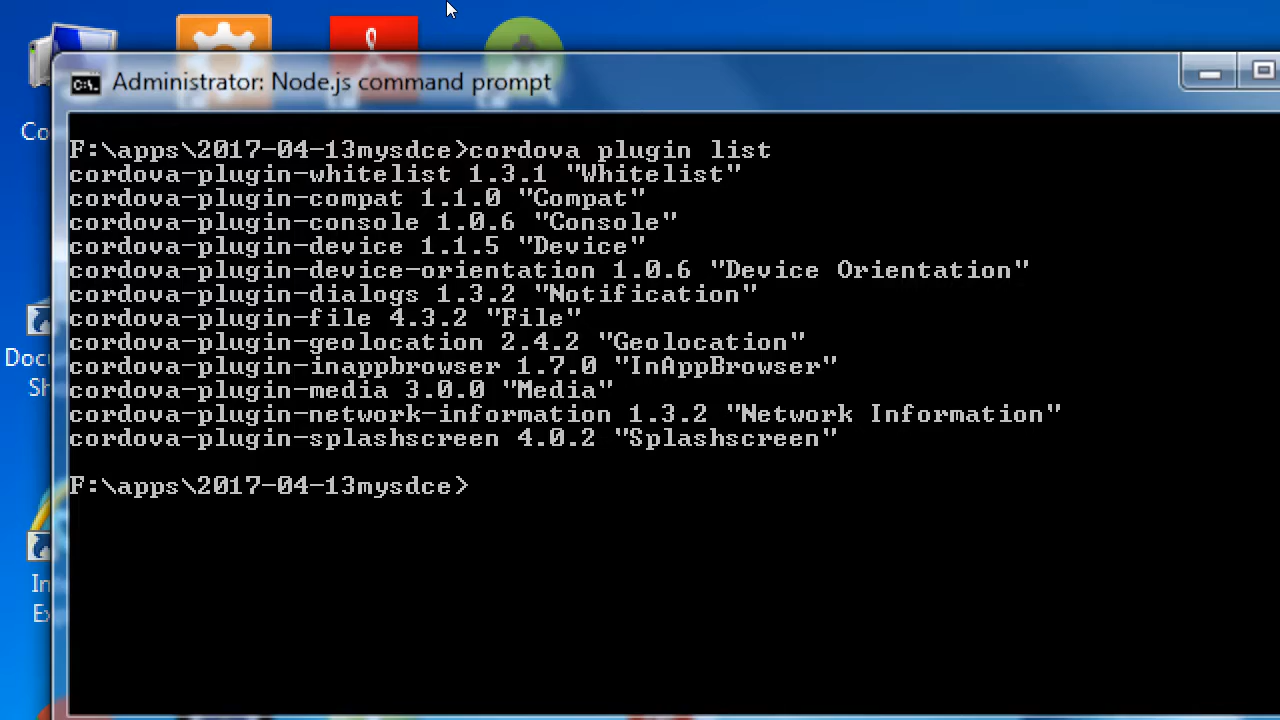 Administrator: Node.js command prompt
F:\apps\2017-04-13mysdce>cordova plugin list
cordova-plugin-whitelist 1.3.1 "Whitelist"
cordova-plugin-compat 1.1.0 "Compat"
cordova-plugin-console 1.0.6 "Console"
cordova-plugin-device 1.1.5 "Device"
cordova-plugin-device-orientation 1.0.6 "Device Orientation"
cordova-plugin-dialogs 1.3.2 "Notification"
cordova-plugin-file 4.3.2 "File"
cordova-plugin-geolocation 2.4.2 "Geolocation"
cordova-plugin-inappbrowser 1.7.0 "InAppBrowser"
cordova-plugin-media 3.0.0 "Media"
cordova-plugin-network-information 1.3.2 "Network Information"
cordova-plugin-splashscreen 4.0.2 "Splashscreen"
F:\apps\2017-04-13mysdce>